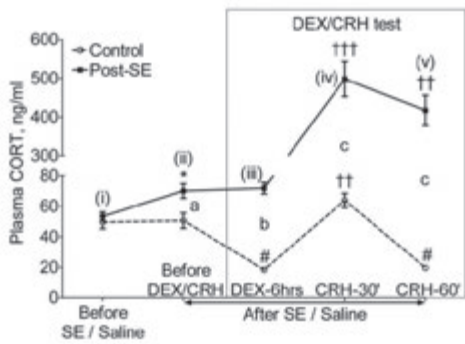 DEX/CRH test
600
500
400
300
80
60
40
20
0
Plasma CORT, ng/ml
Control
Post-SE
(i)
(ii)
*
a
(iii)
b
#
(iv)
†††
c
††
(v)
††
c
#
Before
SE / Saline
Before
DEX/CRH
DEX-6hrs
CRH-30'
CRH-60'
After SE / Saline